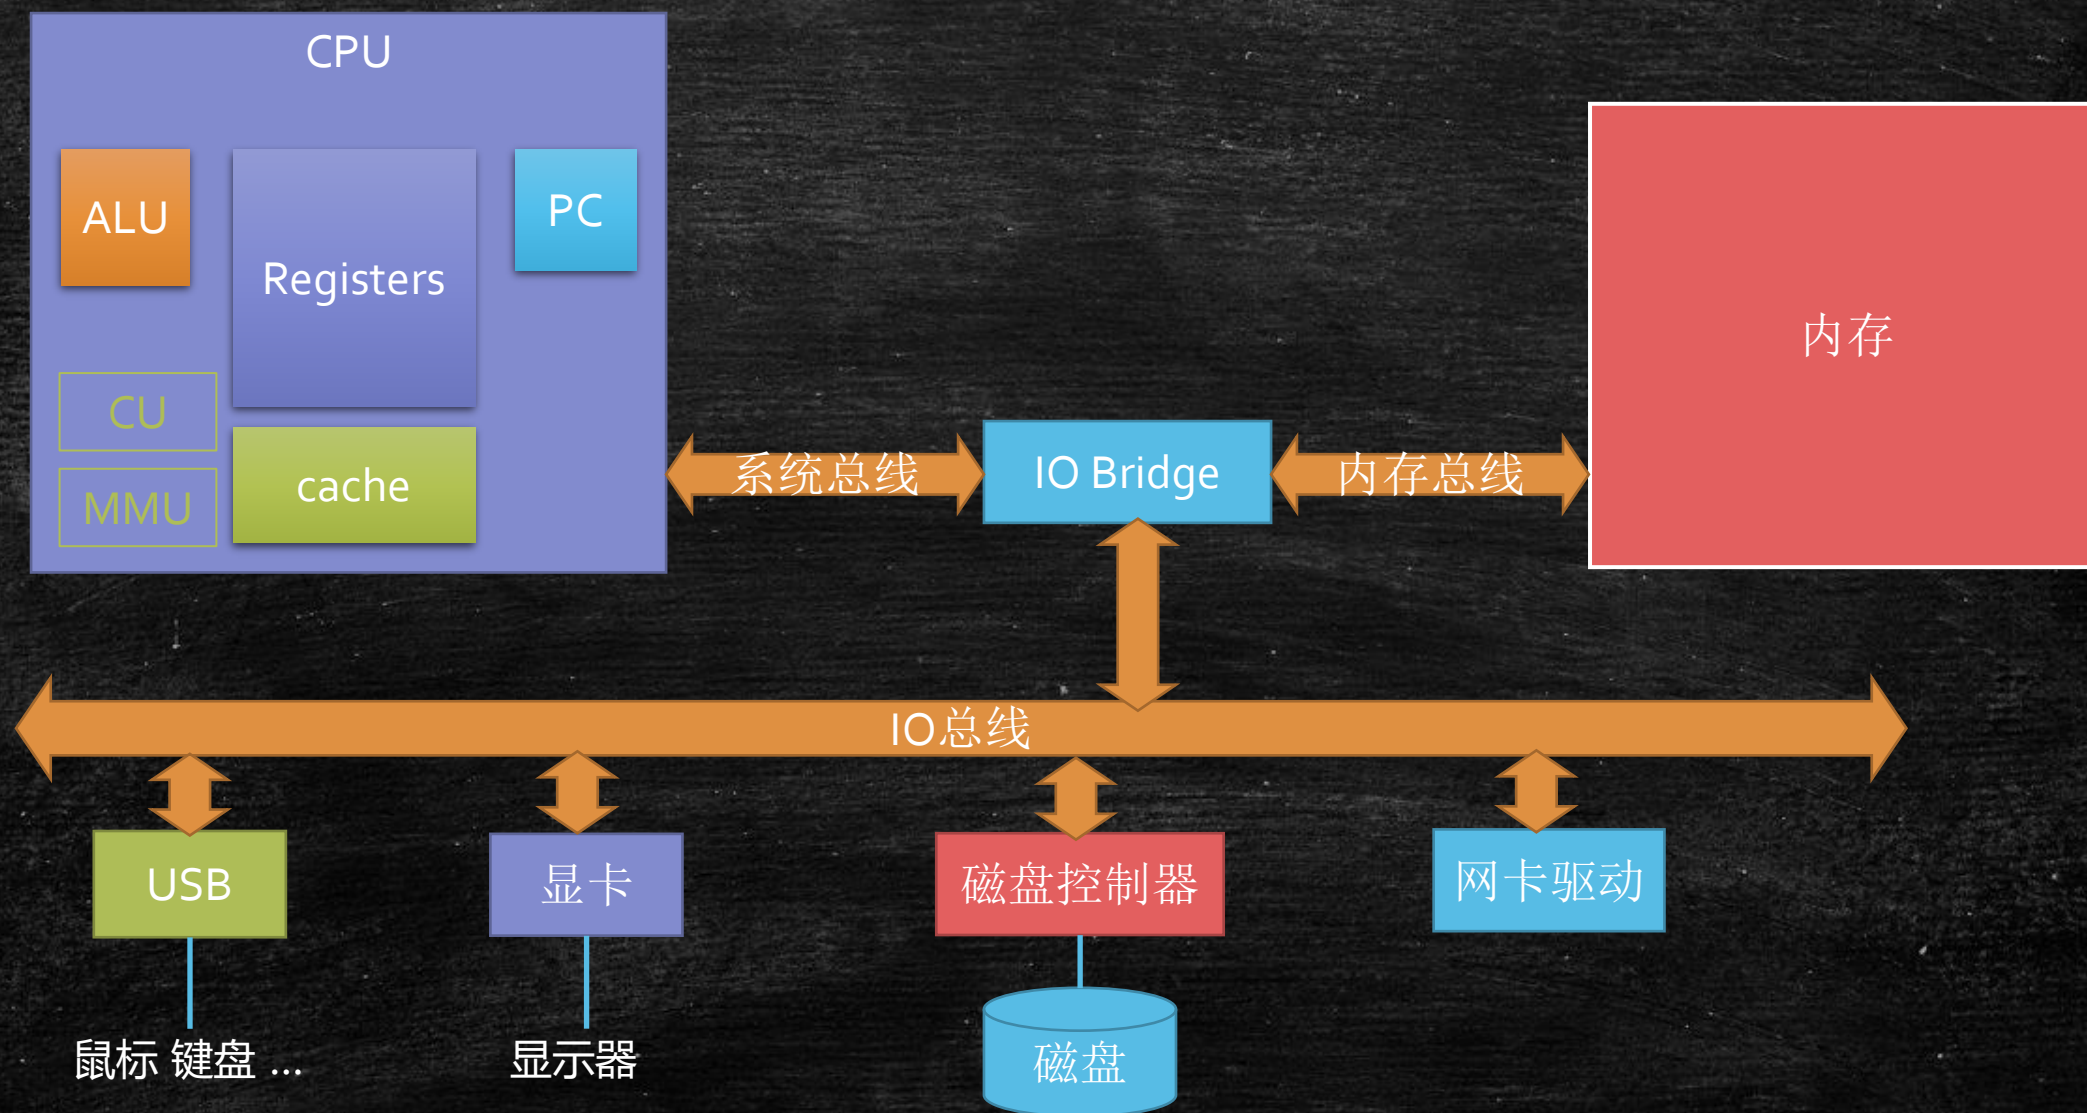 CPU
ALU
Registers
PC
CU
MMU
cache
系统总线
IO Bridge
内存总线
内存
IO总线
USB
显卡
磁盘控制器
网卡驱动
鼠标 键盘 ...
显示器
磁盘